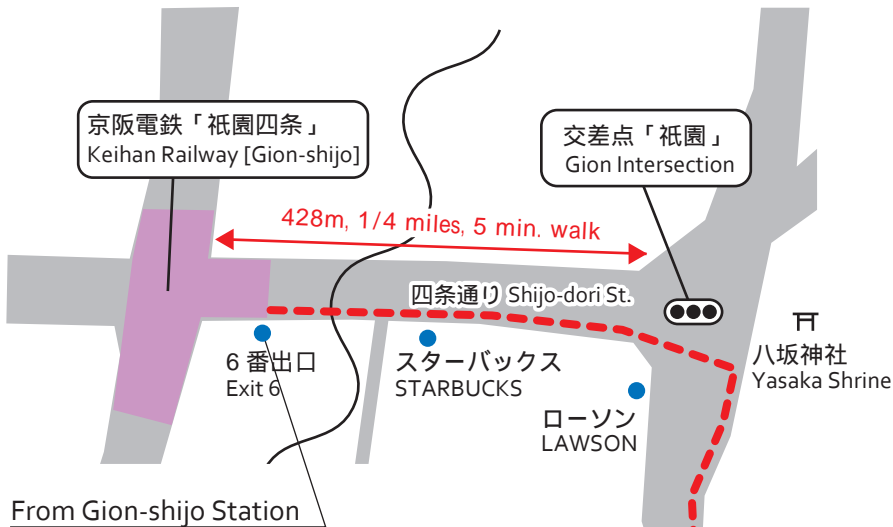 京阪電鉄「祇園四条」
Keihan Railway [Gion-shijo]
交差点「祇園」
Gion Intersection
428m, 1/4 miles, 5 min. walk
四条通り Shijo-dori St.
6 番出口
Exit 6
スターバックス
STARBUCKS
ローソン
LAWSON
八坂神社
Yasaka Shrine
From Gion-shijo Station